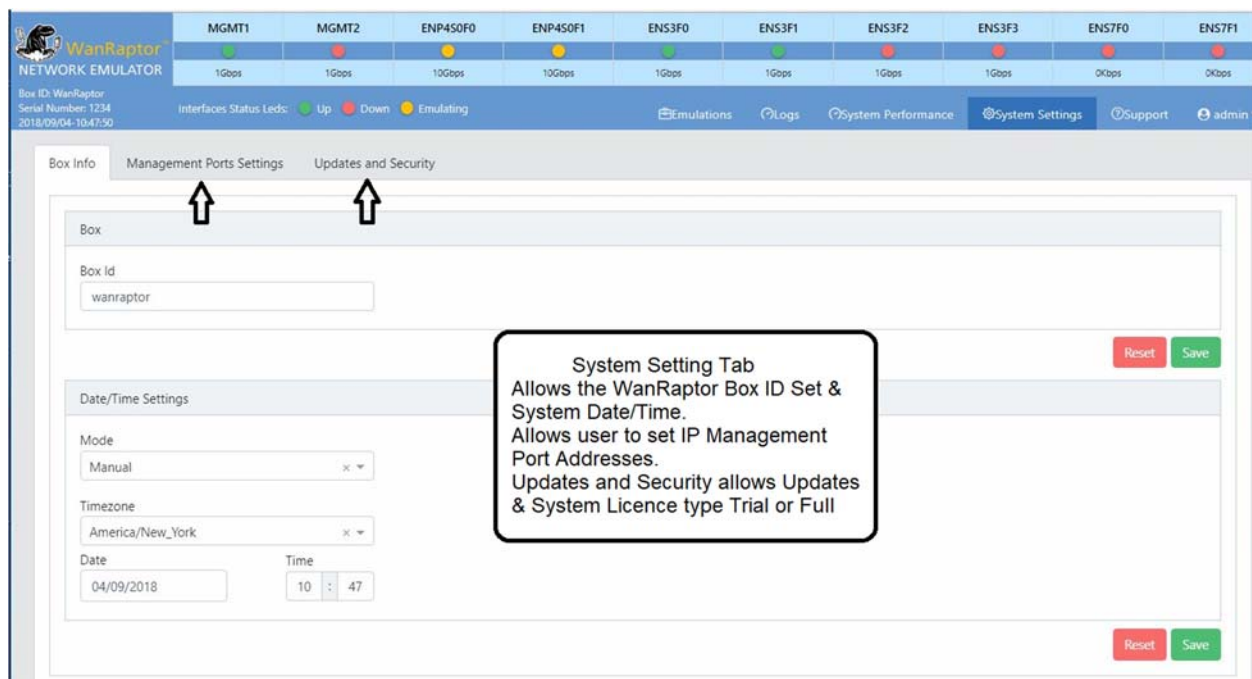 MGMT1 MGMT2 ENP4S0F0 ENP4S0F1 ENS3F0 ENS3F1 ENS3F2 ENS3F3 ENS7F0 ENS7F1
WanRaptor™
NETWORK EMULATOR
1Gbps 1Gbps 10Gbps 10Gbps 1Gbps 1Gbps 1Gbps 1Gbps 0Kbps 0Kbps
Box ID: WanRaptor
Serial Number: 1234
2018/09/04-10:47:50
Interfaces Status Leds: Up Down Emulating
Emulations Logs System Performance System Settings Support admin
Box Info Management Ports Settings Updates and Security
Box
Box Id
wanraptor
Reset Save
System Setting Tab
Allows the WanRaptor Box ID Set &
System Date/Time.
Allows user to set IP Management
Port Addresses.
Updates and Security allows Updates
& System Licence type Trial or Full
Date/Time Settings
Mode
Manual
Timezone
America/New_York
Date Time
04/09/2018 10 : 47
Reset Save